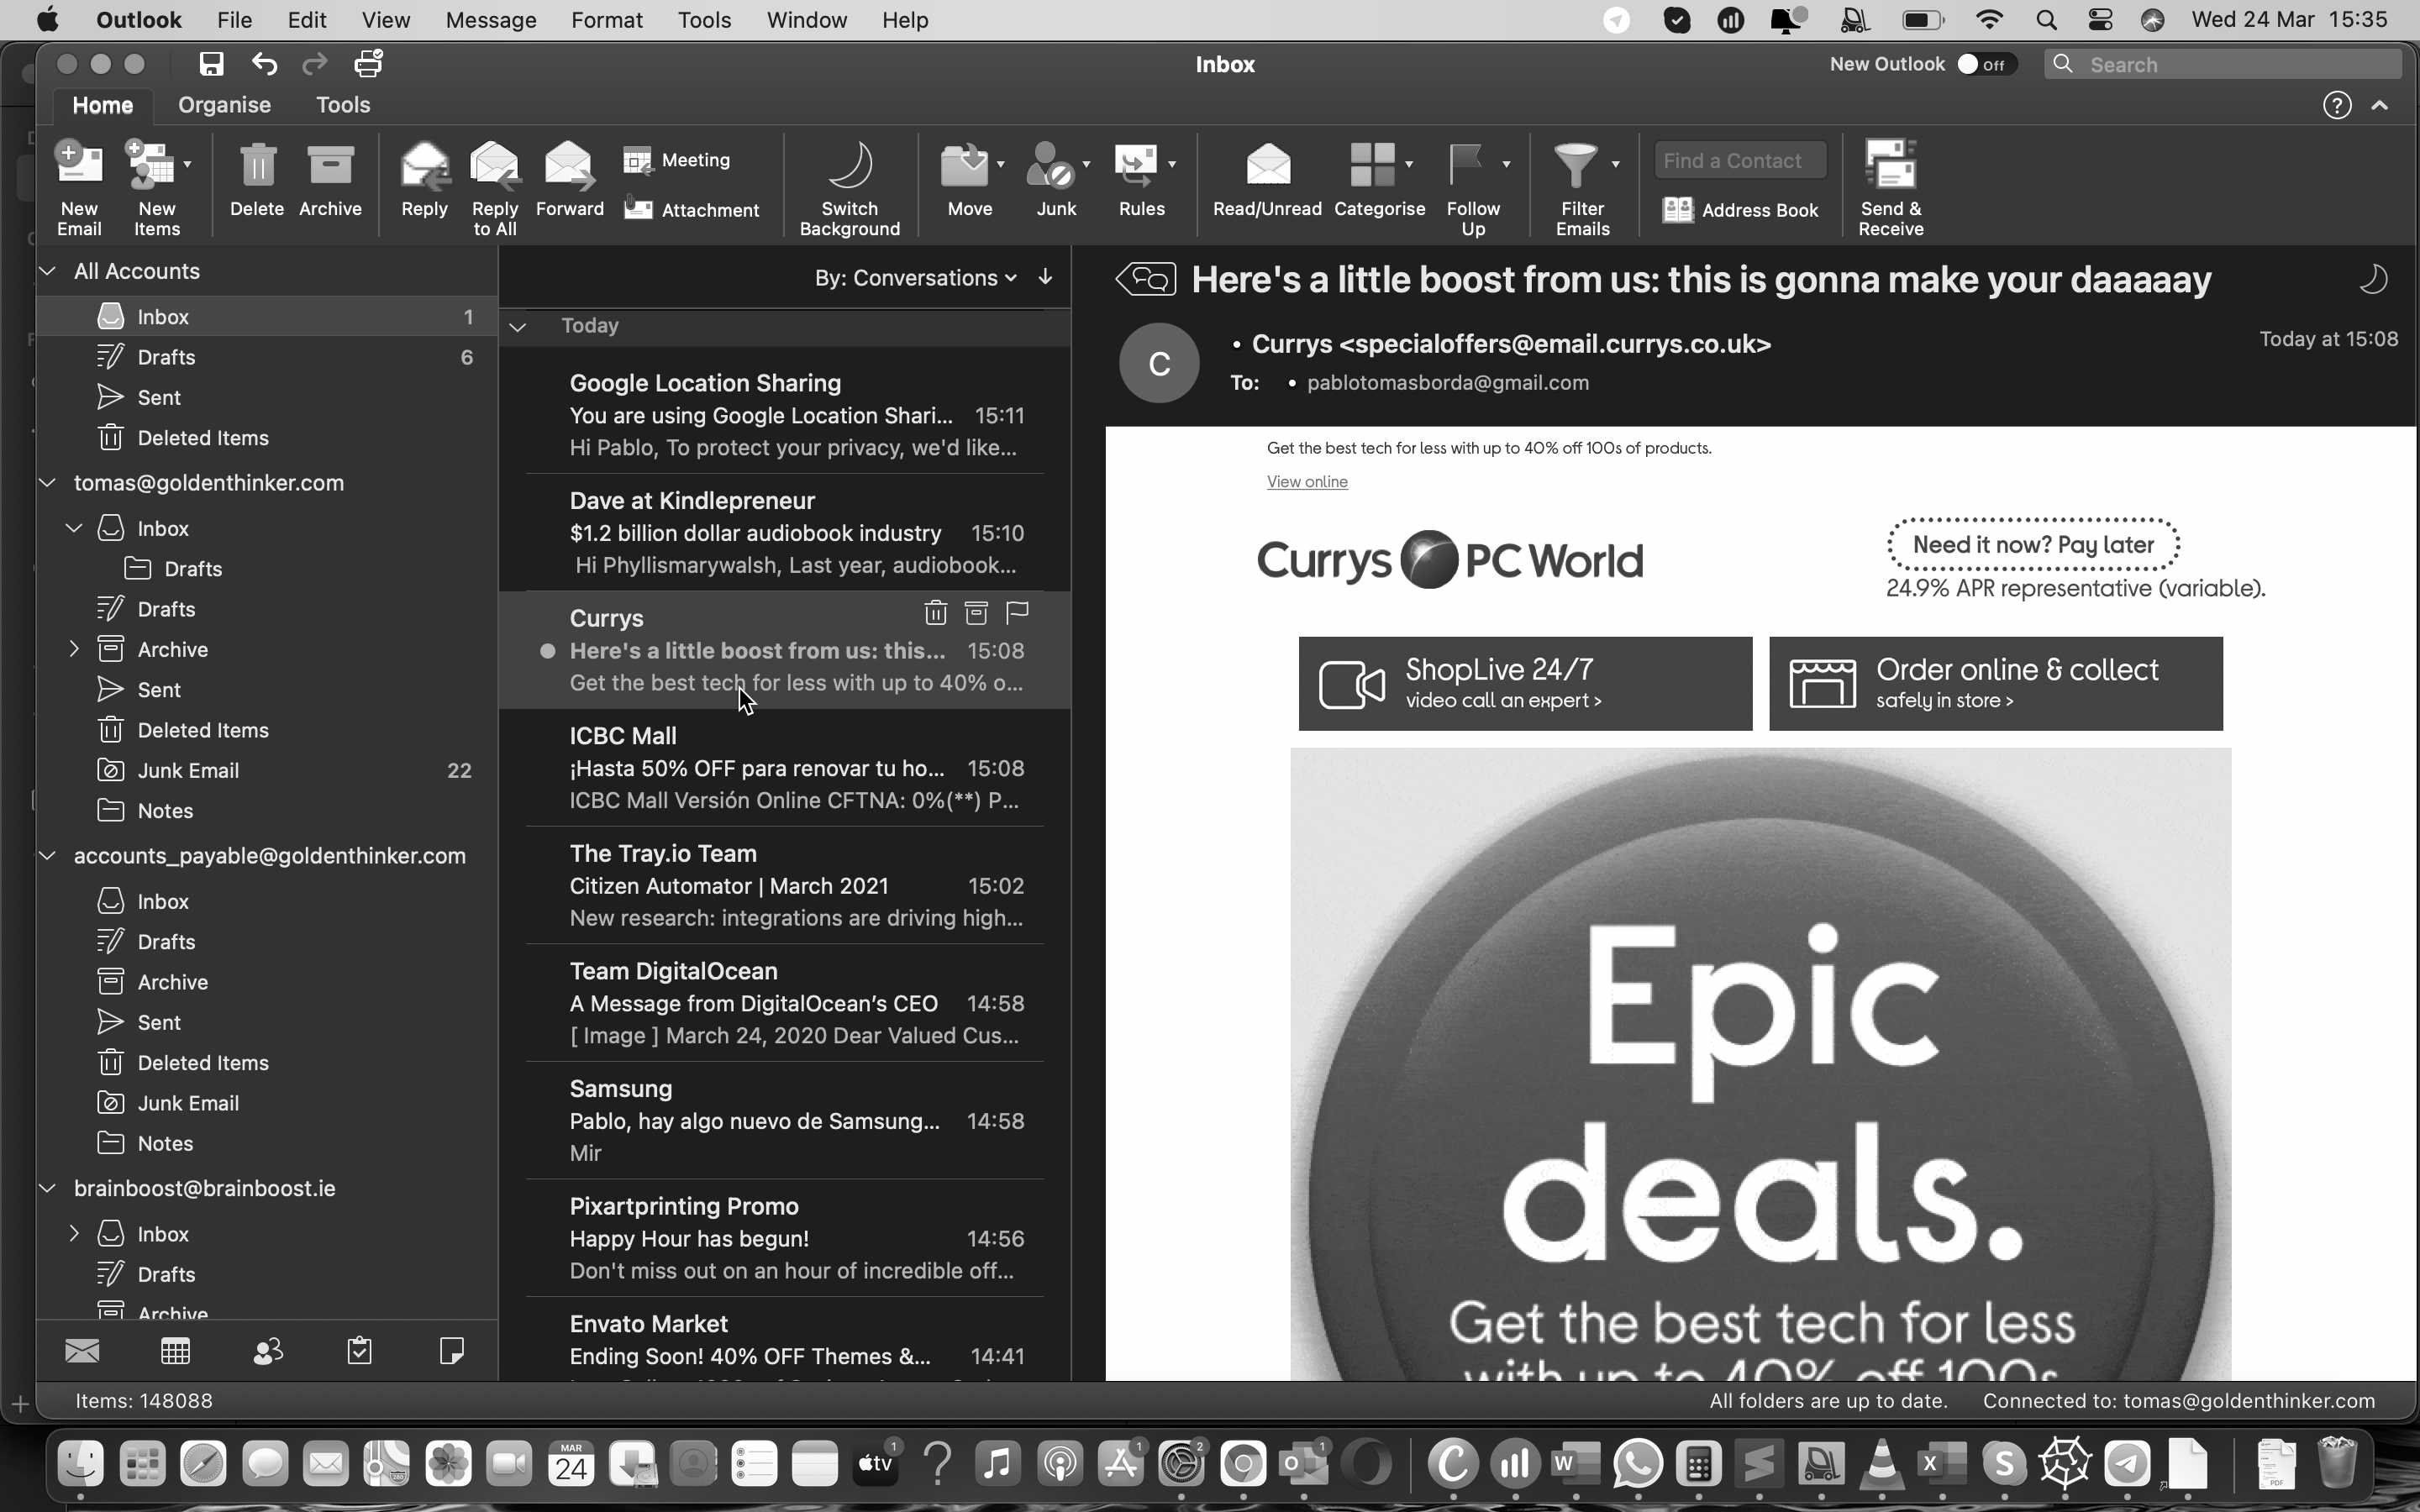 Outlook File Edit View Message Format Tools Window Help
Wed 24 Mar 15:35
Inbox
New Outlook Off
Search
Home Organise Tools
New Email
New Items
Delete
Archive
Reply
Reply to All
Forward
Meeting
Attachment
Switch Background
Move
Junk
Rules
Read/Unread
Categorise
Follow Up
Filter Emails
Find a Contact
Address Book
Send & Receive
All Accounts
Inbox 1
Drafts 6
Sent
Deleted Items
tomas@goldenthinker.com
Inbox
Drafts
Drafts
Archive
Sent
Deleted Items
Junk Email 22
Notes
accounts_payable@goldenthinker.com
Inbox
Drafts
Archive
Sent
Deleted Items
Junk Email
Notes
brainboost@brainboost.ie
Inbox
Drafts
Archive
By: Conversations
Today
Google Location Sharing
You are using Google Location Shari... 15:11
Hi Pablo, To protect your privacy, we'd like...
Dave at Kindlepreneur
$1.2 billion dollar audiobook industry 15:10
Hi Phyllismarywalsh, Last year, audiobook...
Currys
Here's a little boost from us: this... 15:08
Get the best tech for less with up to 40% o...
ICBC Mall
¡Hasta 50% OFF para renovar tu ho... 15:08
ICBC Mall Versión Online CFTNA: 0%(**) P...
The Tray.io Team
Citizen Automator | March 2021 15:02
New research: integrations are driving high...
Team DigitalOcean
A Message from DigitalOcean's CEO 14:58
[ Image ] March 24, 2020 Dear Valued Cus...
Samsung
Pablo, hay algo nuevo de Samsung... 14:58
Mir
Pixartprinting Promo
Happy Hour has begun! 14:56
Don't miss out on an hour of incredible off...
Envato Market
Ending Soon! 40% OFF Themes &... 14:41
Here's a little boost from us: this is gonna make your daaaaay
C
Currys <specialoffers@email.currys.co.uk>
Today at 15:08
To: pablotomasborda@gmail.com
Get the best tech for less with up to 40% off 100s of products.
View online
Currys PC World
Need it now? Pay later
24.9% APR representative (variable).
ShopLive 24/7
video call an expert >
Order online & collect
safely in store >
Epic
deals.
Get the best tech for less
with up to 40% off 100s
Items: 148088
All folders are up to date. Connected to: tomas@goldenthinker.com
MAR
24
tv
1
1
2
1
W
X
S
PDF